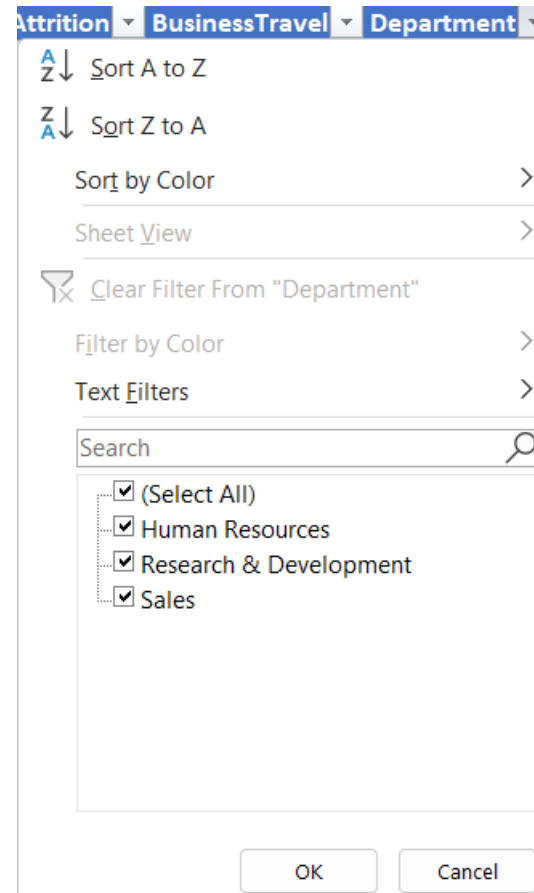 Attrition BusinessTravel Department
Sort A to Z
Sort Z to A
Sort by Color
Sheet View
Clear Filter From "Department"
Filter by Color
Text Filters
Search
(Select All)
Human Resources
Research & Development
Sales
OK Cancel